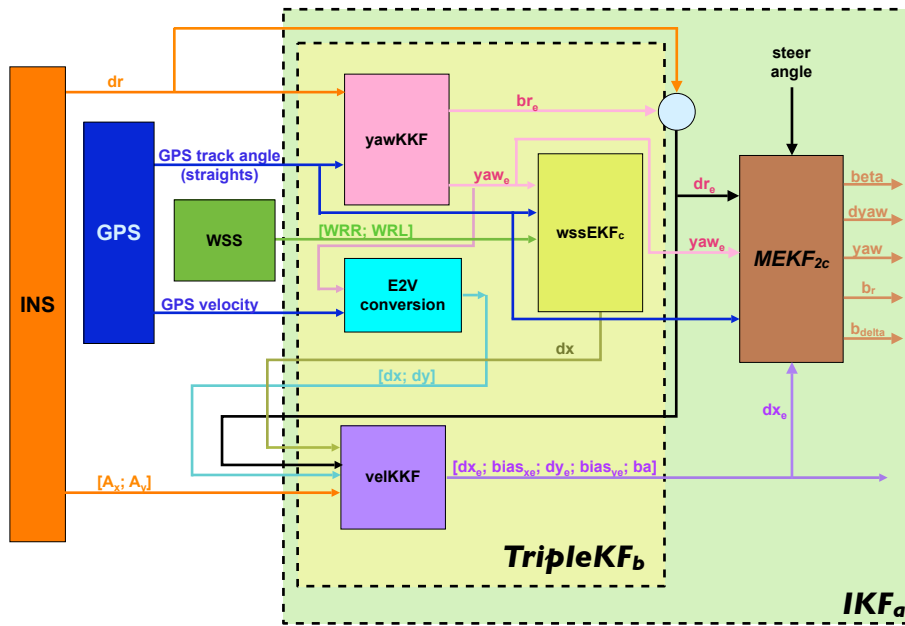 steer
angle
dr
br_e
yawKKF
GPS track angle
(straights)
yaw_e
beta
dr_e
dyaw
GPS
WSS
[WRR; WRL]
wssEKF_c
yaw_e
MEKF_2c
yaw
INS
E2V
conversion
b_r
GPS velocity
b_delta
dx
[dx; dy]
dx_e
[A_x; A_y]
velKKF
[dx_e; bias_xe; dy_e; bias_ye; ba]
TripleKF_b
IKF_a